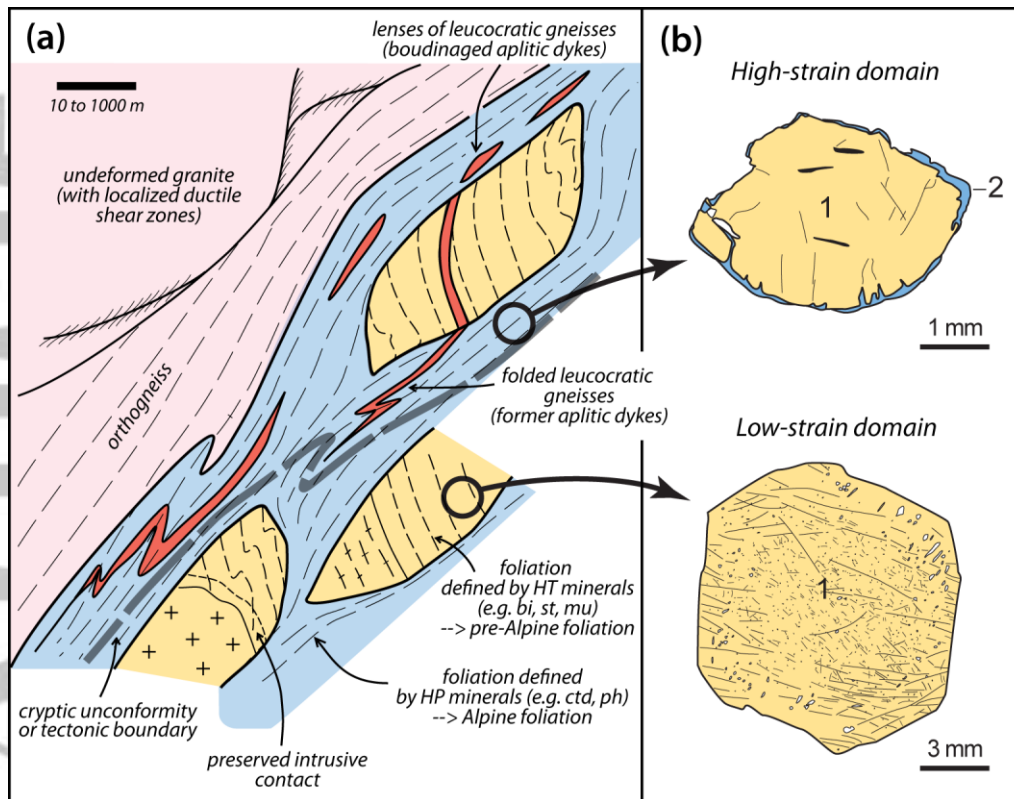 (a)
lenses of leucocratic gneisses
(boudinaged aplitic dykes)
10 to 1000 m
undeformed granite
(with localized ductile
shear zones)
orthogneiss
folded leucocratic
gneisses
(former aplitic dykes)
foliation
defined by HT minerals
(e.g. bi, st, mu)
--> pre-Alpine foliation
foliation defined
by HP minerals (e.g. ctd, ph)
--> Alpine foliation
cryptic unconformity
or tectonic boundary
preserved intrusive
contact
(b)
High-strain domain
1
2
1 mm
Low-strain domain
1
3 mm